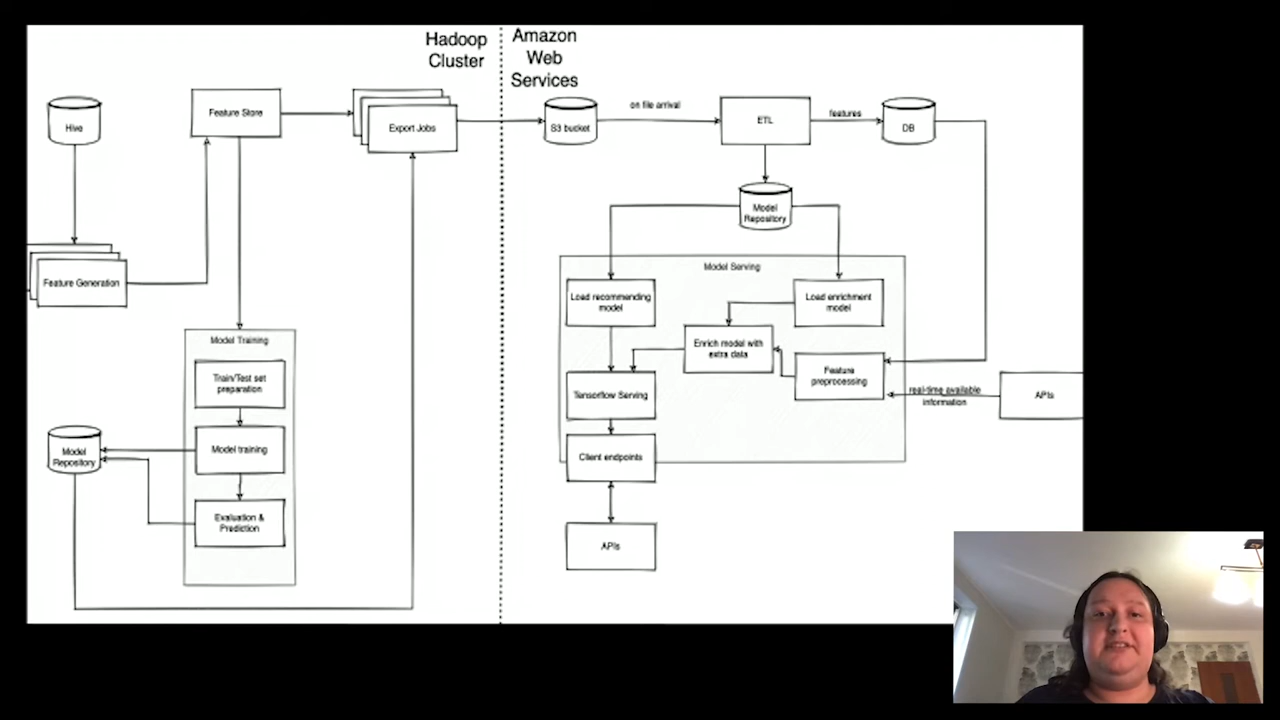 Hadoop
Cluster
Amazon
Web
Services
Hive
Feature Store
Export Jobs
S3 bucket
on file arrival
ETL
features
DB
Model
Repository
Feature Generation
Model Serving
Load recommending
model
Load enrichment
model
Enrich model with
extra data
Feature
preprocessing
Tensorflow Serving
real-time available
information
APIs
Client endpoints
APIs
Model Training
Train/Test set
preparation
Model training
Model
Repository
Evaluation &
Prediction